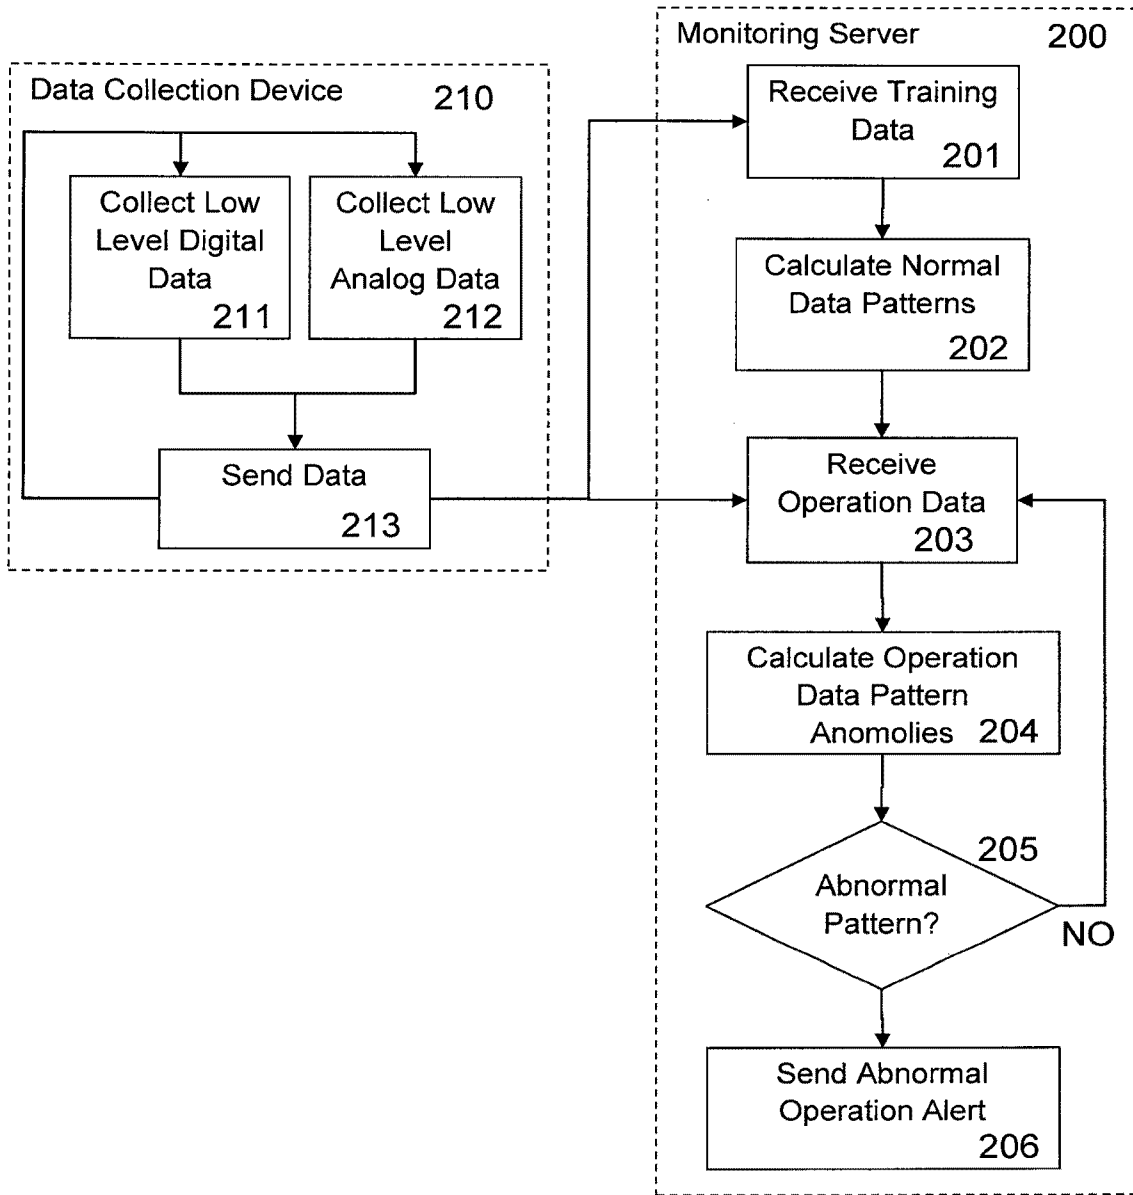 Monitoring Server 200
Data Collection Device 210
Receive Training
Data
201
Collect Low
Level Digital
Data
211
Collect Low
Level
Analog Data
212
Calculate Normal
Data Patterns
202
Send Data
213
Receive
Operation Data
203
Calculate Operation
Data Pattern
Anomolies 204
205
Abnormal
Pattern?
NO
Send Abnormal
Operation Alert
206